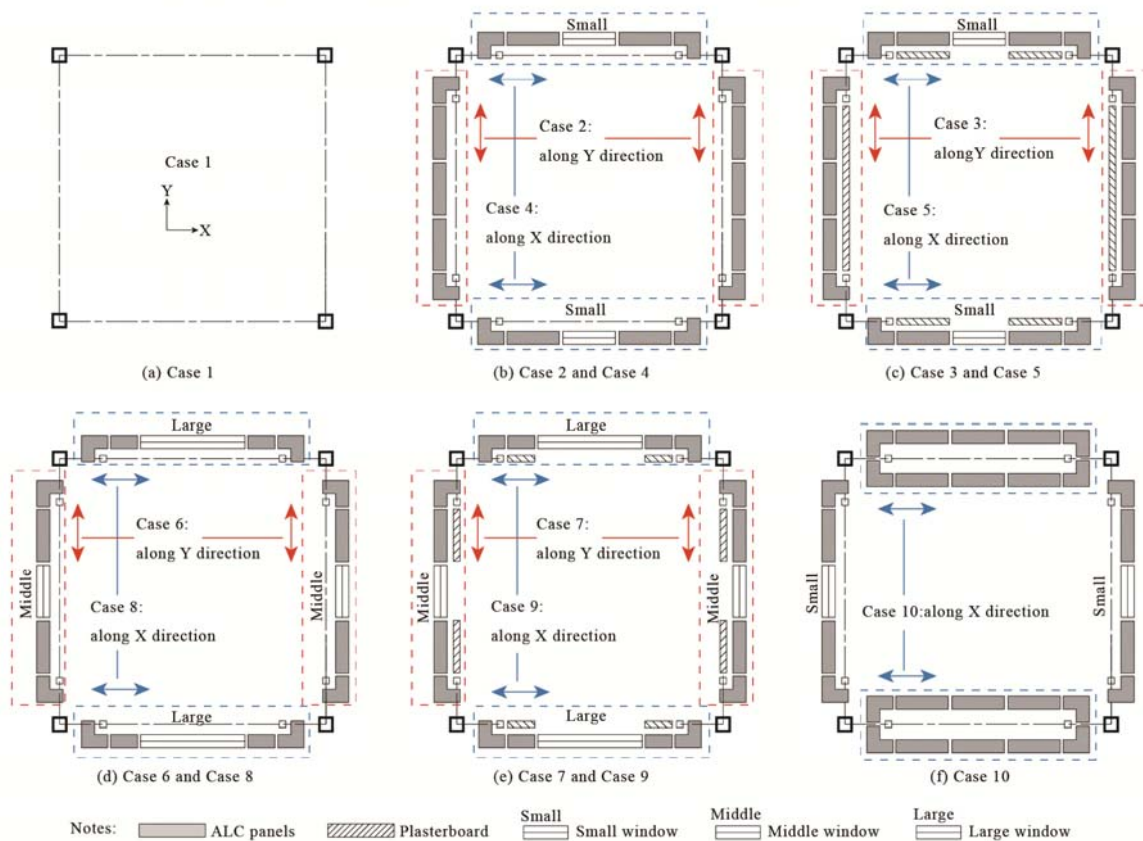 Case 1
Y
X
(a) Case 1
Small
Case 2:
along Y direction
Case 4:
along X direction
Small
(b) Case 2 and Case 4
Small
Case 3:
alongY direction
Case 5:
along X direction
Small
(c) Case 3 and Case 5
Large
Middle
Case 6:
along Y direction
Middle
Case 8:
along X direction
Large
(d) Case 6 and Case 8
Large
Middle
Case 7:
along Y direction
Middle
Case 9:
along X direction
Large
(e) Case 7 and Case 9
Small
Small
Case 10:along X direction
(f) Case 10
Notes:
ALC panels
Plasterboard
Small
Small window
Middle
Middle window
Large
Large window